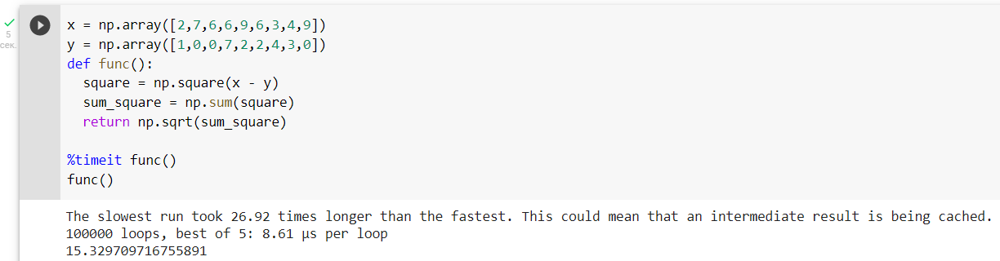 5
сек.
x = np.array([2,7,6,6,9,6,3,4,9])
y = np.array([1,0,0,7,2,2,4,3,0])
def func():
  square = np.square(x - y)
  sum_square = np.sum(square)
  return np.sqrt(sum_square)

%timeit func()
func()
The slowest run took 26.92 times longer than the fastest. This could mean that an intermediate result is being cached.
100000 loops, best of 5: 8.61 µs per loop
15.329709716755891